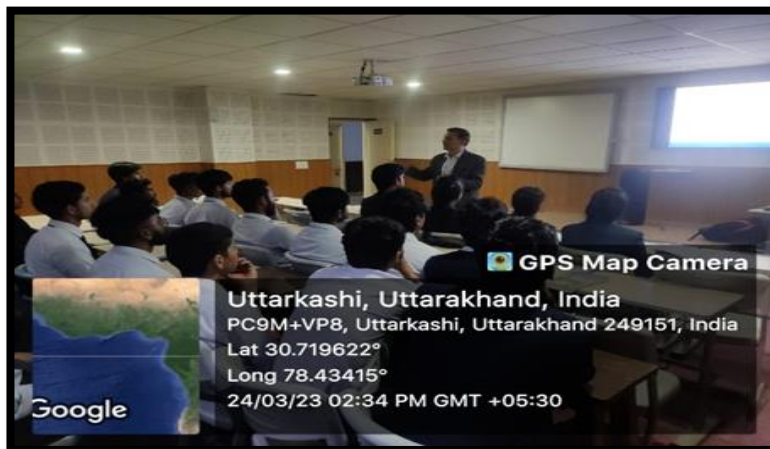 GPS Map Camera
Uttarkashi, Uttarakhand, India
PC9M+VP8, Uttarkashi, Uttarakhand 249151, India
Lat 30.719622°
Long 78.43415°
24/03/23 02:34 PM GMT +05:30
Google